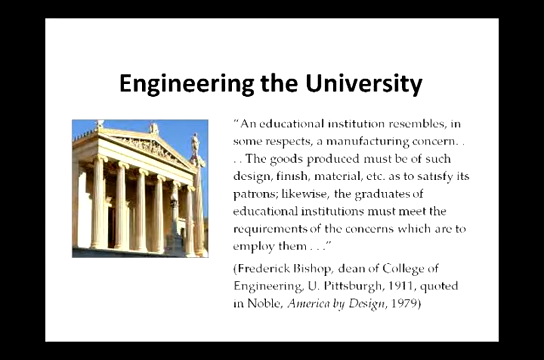 Engineering the University
“An educational institution resembles, in
some respects, a manufacturing concern. .
. . The goods produced must be of such
design, finish, material, etc. as to satisfy its
patrons; likewise, the graduates of
educational institutions must meet the
requirements of the concerns which are to
employ them . . .”
(Frederick Bishop, dean of College of
Engineering, U. Pittsburgh, 1911, quoted
in Noble, America by Design, 1979)